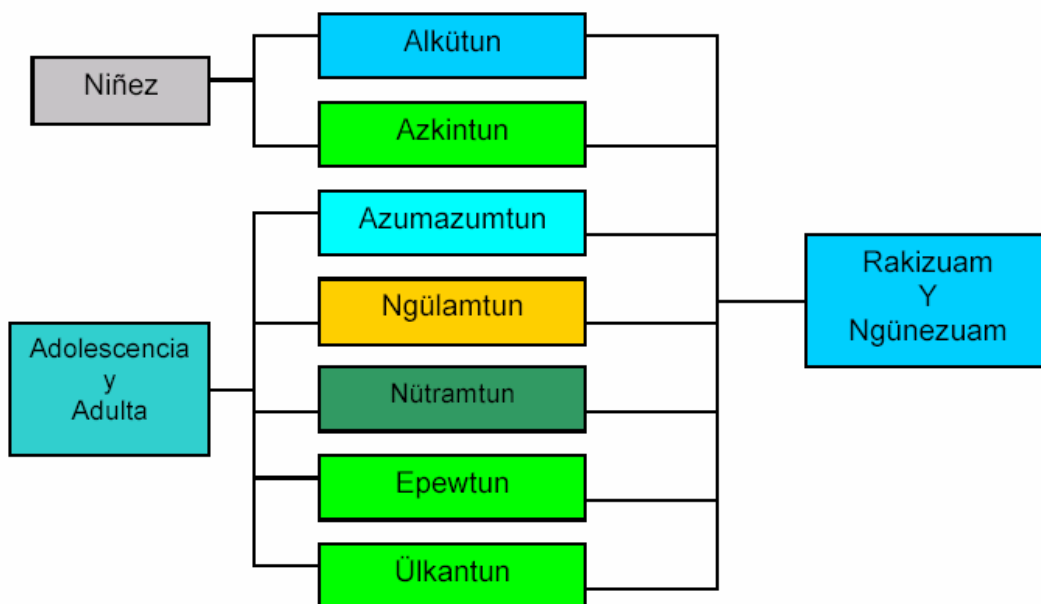 Niñez
Alkütun
Azkintun
Adolescencia
y
Adulta
Azumazumtun
Ngülamtun
Nütramtun
Epewtun
Ülkantun
Rakizuam
Y
Ngünezuam